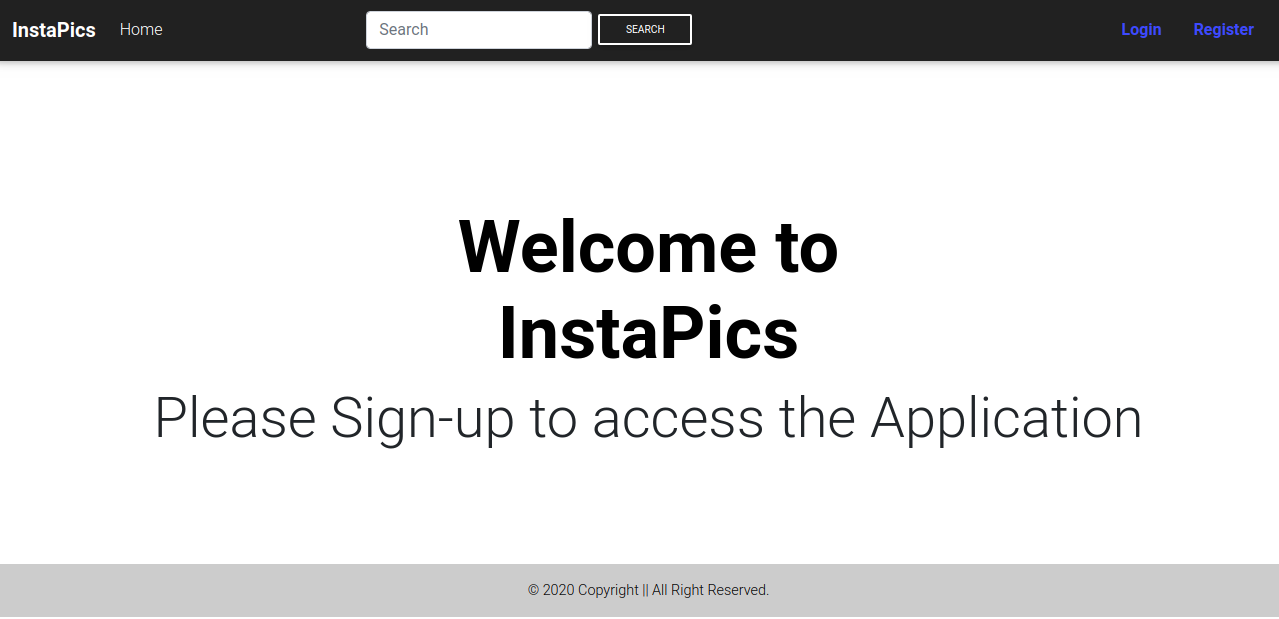 InstaPics Home Search SEARCH Login Register
Welcome to
InstaPics
Please Sign-up to access the Application
© 2020 Copyright || All Right Reserved.